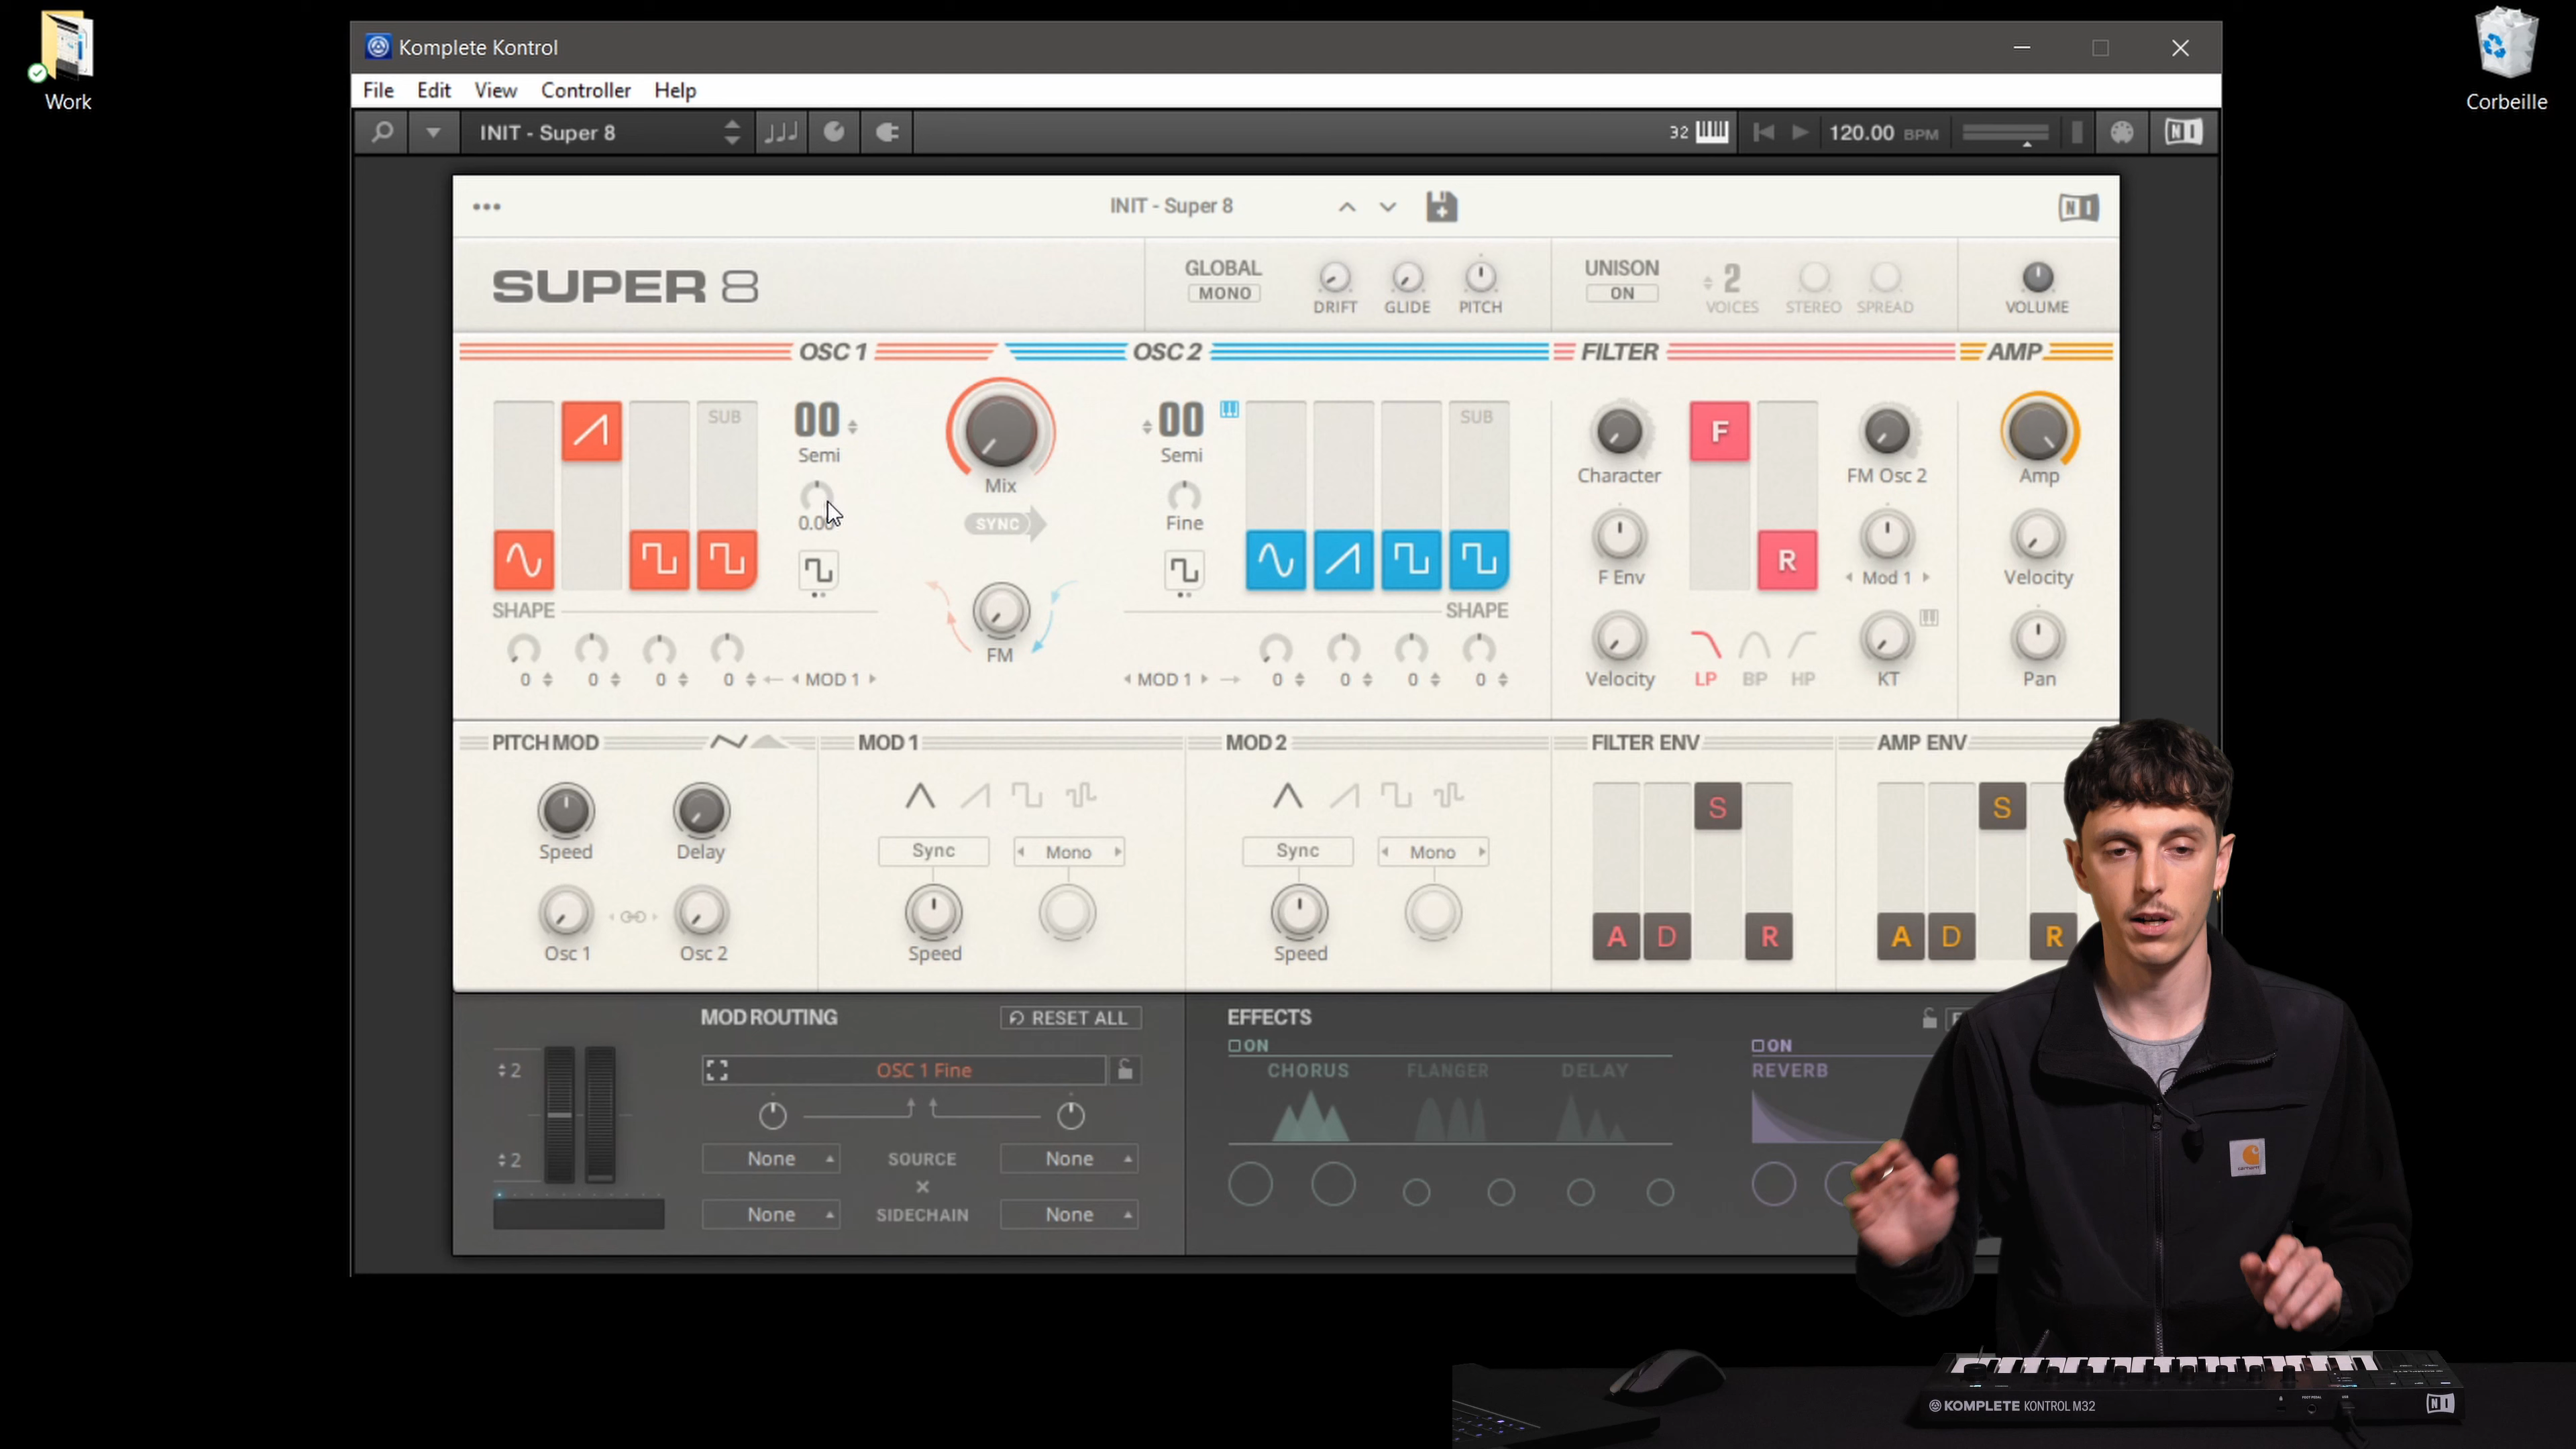 Work
Corbeille
Komplete Kontrol
File Edit View Controller Help
INIT - Super 8
32
120.00 BPM
NI
INIT - Super 8
NI
SUPER 8
GLOBAL
MONO
DRIFT GLIDE PITCH
UNISON
ON
2
VOICES STEREO SPREAD
VOLUME
OSC 1
OSC 2
FILTER
AMP
SUB
00
Semi
0.00
Mix
SYNC
FM
00
Semi
Fine
SUB
SHAPE
0 0 0 0
MOD 1
SHAPE
MOD 1
0 0 0 0
Character
F
R
FM Osc 2
F Env
Mod 1
Velocity
LP BP HP
KT
Amp
Velocity
Pan
PITCH MOD
Speed Delay
Osc 1 Osc 2
MOD 1
Sync Mono
Speed
MOD 2
Sync Mono
Speed
FILTER ENV
A D S R
AMP ENV
A D S R
2
2
MOD ROUTING
RESET ALL
OSC 1 Fine
None SOURCE None
None SIDECHAIN None
EFFECTS
ON
CHORUS FLANGER DELAY
ON
REVERB
KOMPLETE KONTROL M32
NI